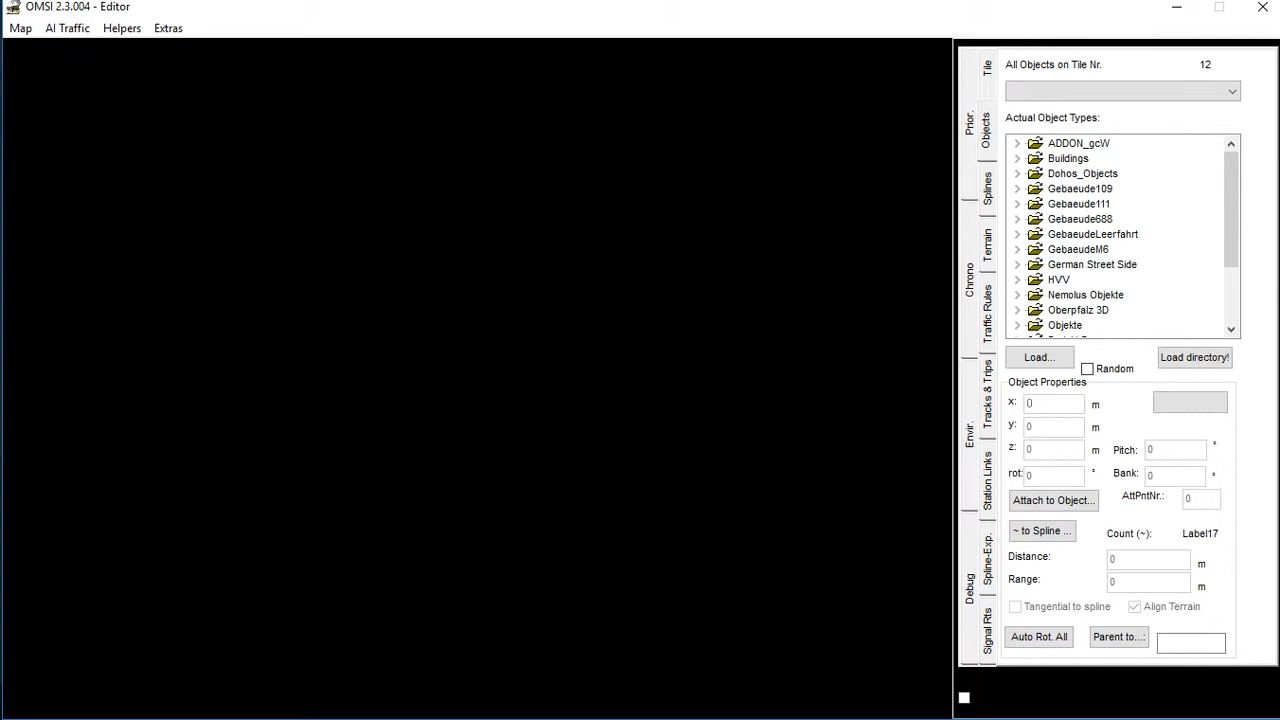 OMSI 2.3.004 - Editor
Map AI Traffic Helpers Extras
Tile
Objects
Splines
Terrain
Traffic Rules
Tracks & Trips
Station Links
Spline-Exp.
Signal Rts
Prior.
Chrono
Envir.
Debug
All Objects on Tile Nr. 12
Actual Object Types:
ADDON_gcW
Buildings
Dohos_Objects
Gebaeude109
Gebaeude111
Gebaeude688
GebaeudeLeerfahrt
GebaeudeM6
German Street Side
HVV
Nemolus Objekte
Oberpfalz 3D
Objekte
Load... Random Load directory!
Object Properties
x: 0 m
y: 0 m
z: 0 m Pitch: 0 °
rot: 0 ° Bank: 0 °
Attach to Object... AttPntNr.: 0
~ to Spline ... Count (~): Label17
Distance: 0 m
Range: 0 m
Tangential to spline Align Terrain
Auto Rot. All Parent to...: